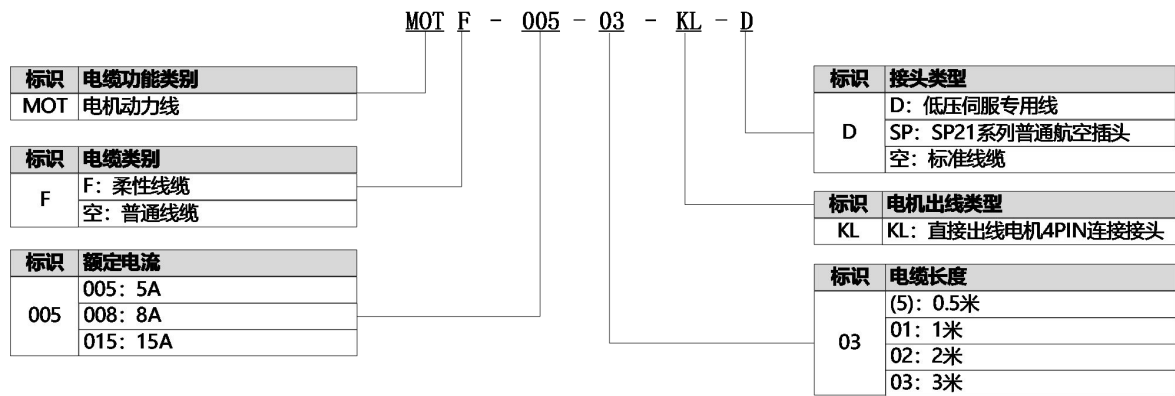 MOT F - 005 - 03 - KL - D
标识 电缆功能类别
MOT 电机动力线
标识 电缆类别
F
F：柔性线缆
空：普通线缆
标识 额定电流
005
005：5A
008：8A
015：15A
标识 接头类型
D
D：低压伺服专用线
SP：SP21系列普通航空插头
空：标准线缆
标识 电机出线类型
KL KL：直接出线电机4PIN连接接头
标识 电缆长度
03
(5)：0.5米
01：1米
02：2米
03：3米